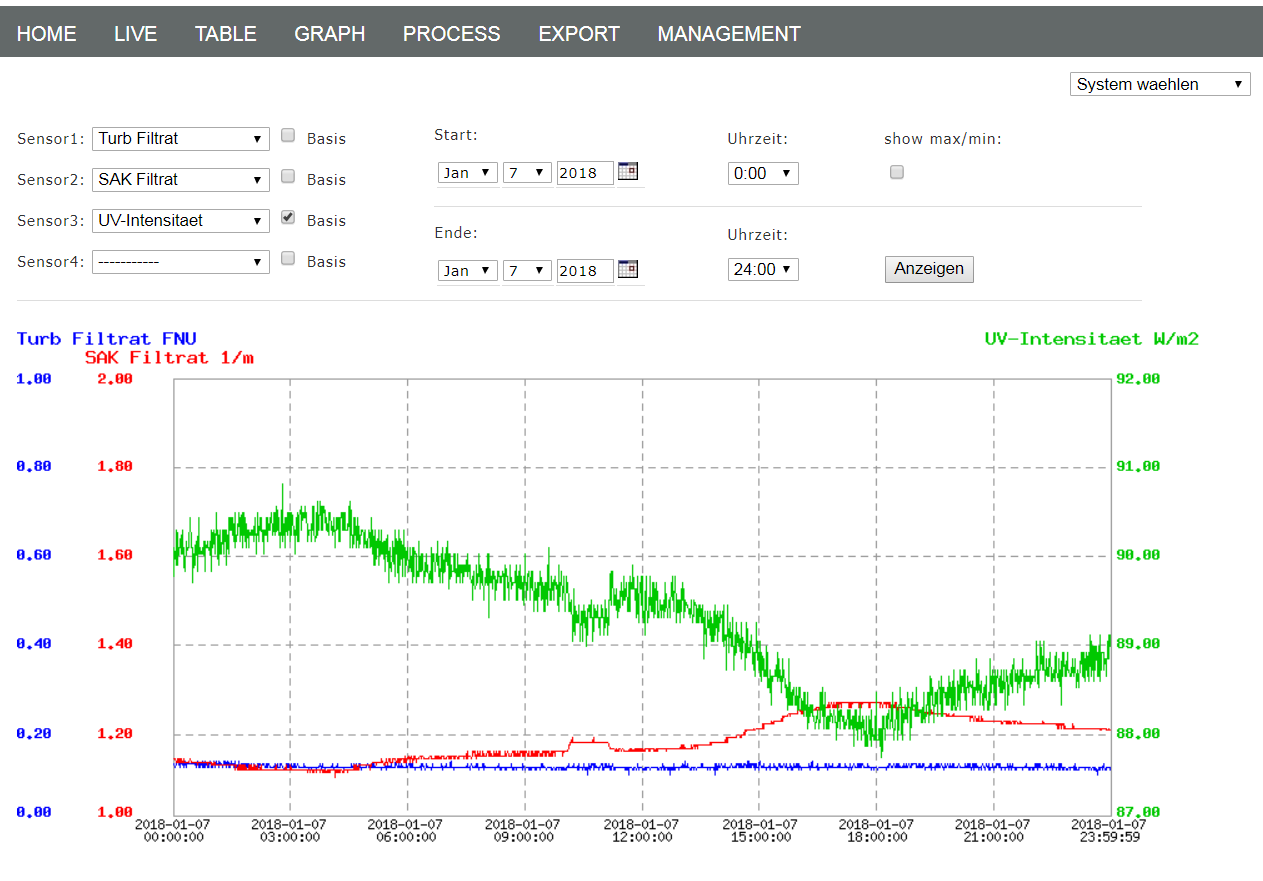 HOME LIVE TABLE GRAPH PROCESS EXPORT MANAGEMENT
System waehlen
Sensor1: Turb Filtrat Basis
Sensor2: SAK Filtrat Basis
Sensor3: UV-Intensitaet Basis
Sensor4: ----------- Basis
Start: Uhrzeit: show max/min:
Jan 7 2018 0:00
Ende: Uhrzeit:
Jan 7 2018 24:00 Anzeigen
Turb Filtrat FNU UV-Intensitaet W/m2
SAK Filtrat 1/m
1.00 2.00 92.00
0.80 1.80 91.00
0.60 1.60 90.00
0.40 1.40 89.00
0.20 1.20 88.00
0.00 1.00 87.00
2018-01-07 2018-01-07 2018-01-07 2018-01-07 2018-01-07 2018-01-07 2018-01-07 2018-01-07 2018-01-07
00:00:00 03:00:00 06:00:00 09:00:00 12:00:00 15:00:00 18:00:00 21:00:00 23:59:59